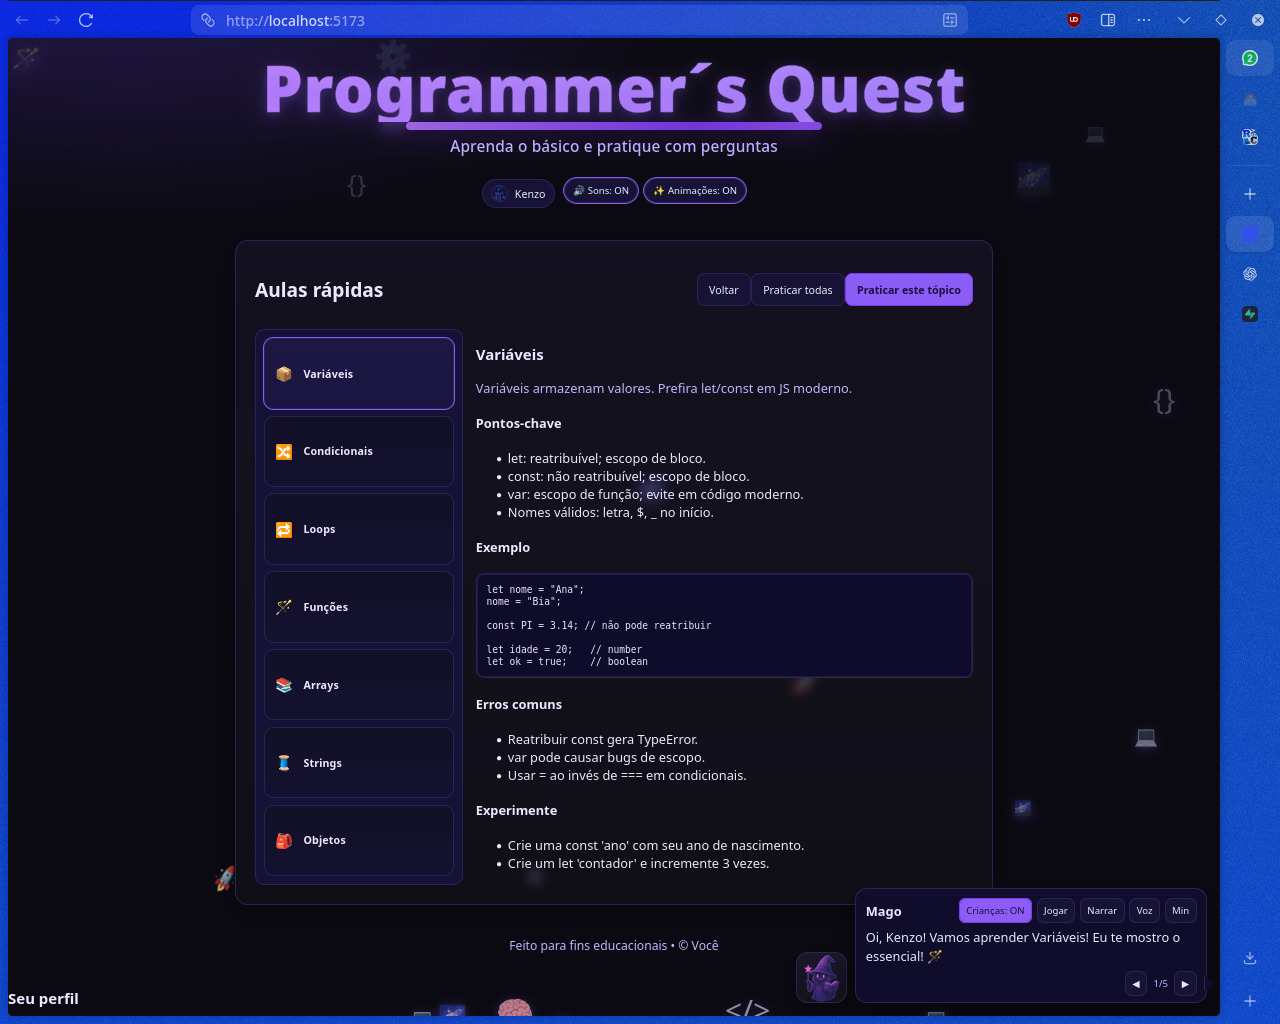 http://localhost:5173
2
Programmer´s Quest
Aprenda o básico e pratique com perguntas
Kenzo
🔊 Sons: ON
✨ Animações: ON
Aulas rápidas
Voltar
Praticar todas
Praticar este tópico
Variáveis
Condicionais
Loops
Funções
Arrays
Strings
Objetos
Variáveis
Variáveis armazenam valores. Prefira let/const em JS moderno.
Pontos-chave
• let: reatribuível; escopo de bloco.
• const: não reatribuível; escopo de bloco.
• var: escopo de função; evite em código moderno.
• Nomes válidos: letra, $, _ no início.
Exemplo
let nome = "Ana";
nome = "Bia";
const PI = 3.14; // não pode reatribuir
let idade = 20;   // number
let ok = true;    // boolean
Erros comuns
• Reatribuir const gera TypeError.
• var pode causar bugs de escopo.
• Usar = ao invés de === em condicionais.
Experimente
• Crie uma const 'ano' com seu ano de nascimento.
• Crie um let 'contador' e incremente 3 vezes.
Mago
Crianças: ON
Jogar
Narrar
Voz
Min
Oi, Kenzo! Vamos aprender Variáveis! Eu te mostro o
essencial! 🪄
◀ 1/5 ▶
Feito para fins educacionais • © Você
Seu perfil
{}
{}
</>